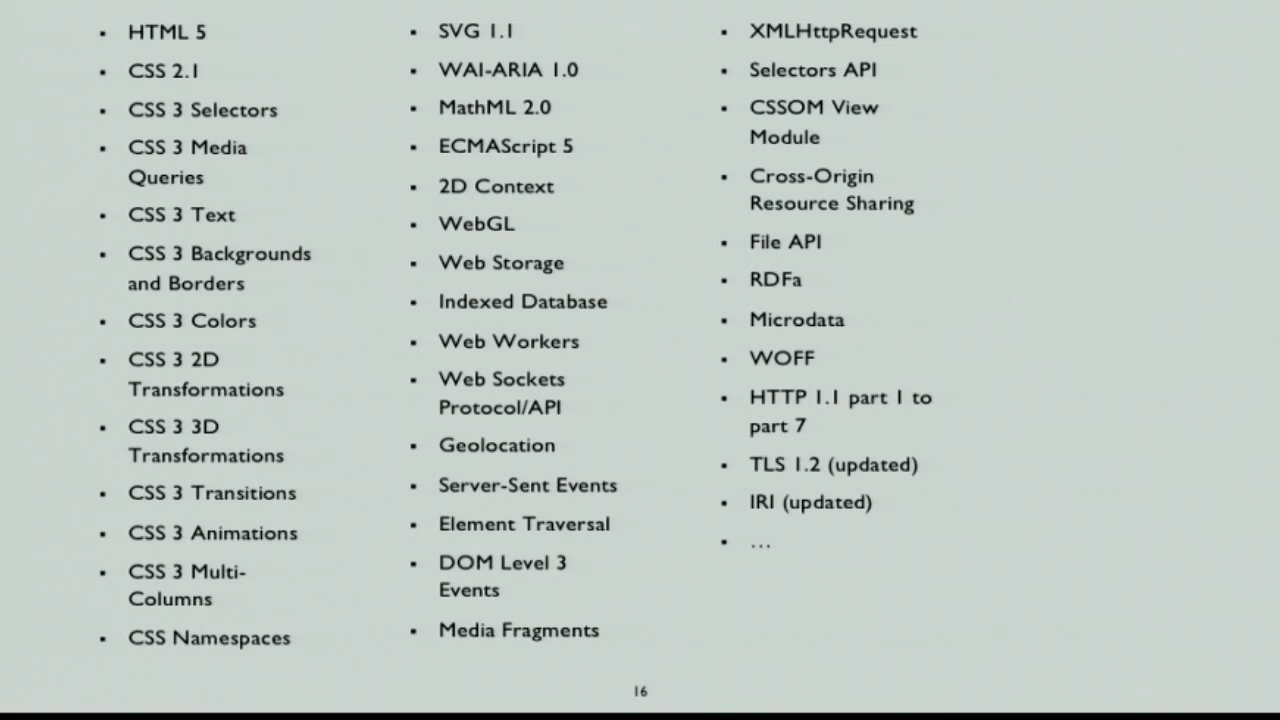 HTML 5
CSS 2.1
CSS 3 Selectors
CSS 3 Media
Queries
CSS 3 Text
CSS 3 Backgrounds
and Borders
CSS 3 Colors
CSS 3 2D
Transformations
CSS 3 3D
Transformations
CSS 3 Transitions
CSS 3 Animations
CSS 3 Multi-
Columns
CSS Namespaces
SVG 1.1
WAI-ARIA 1.0
MathML 2.0
ECMAScript 5
2D Context
WebGL
Web Storage
Indexed Database
Web Workers
Web Sockets
Protocol/API
Geolocation
Server-Sent Events
Element Traversal
DOM Level 3
Events
Media Fragments
XMLHttpRequest
Selectors API
CSSOM View
Module
Cross-Origin
Resource Sharing
File API
RDFa
Microdata
WOFF
HTTP 1.1 part 1 to
part 7
TLS 1.2 (updated)
IRI (updated)
...
16